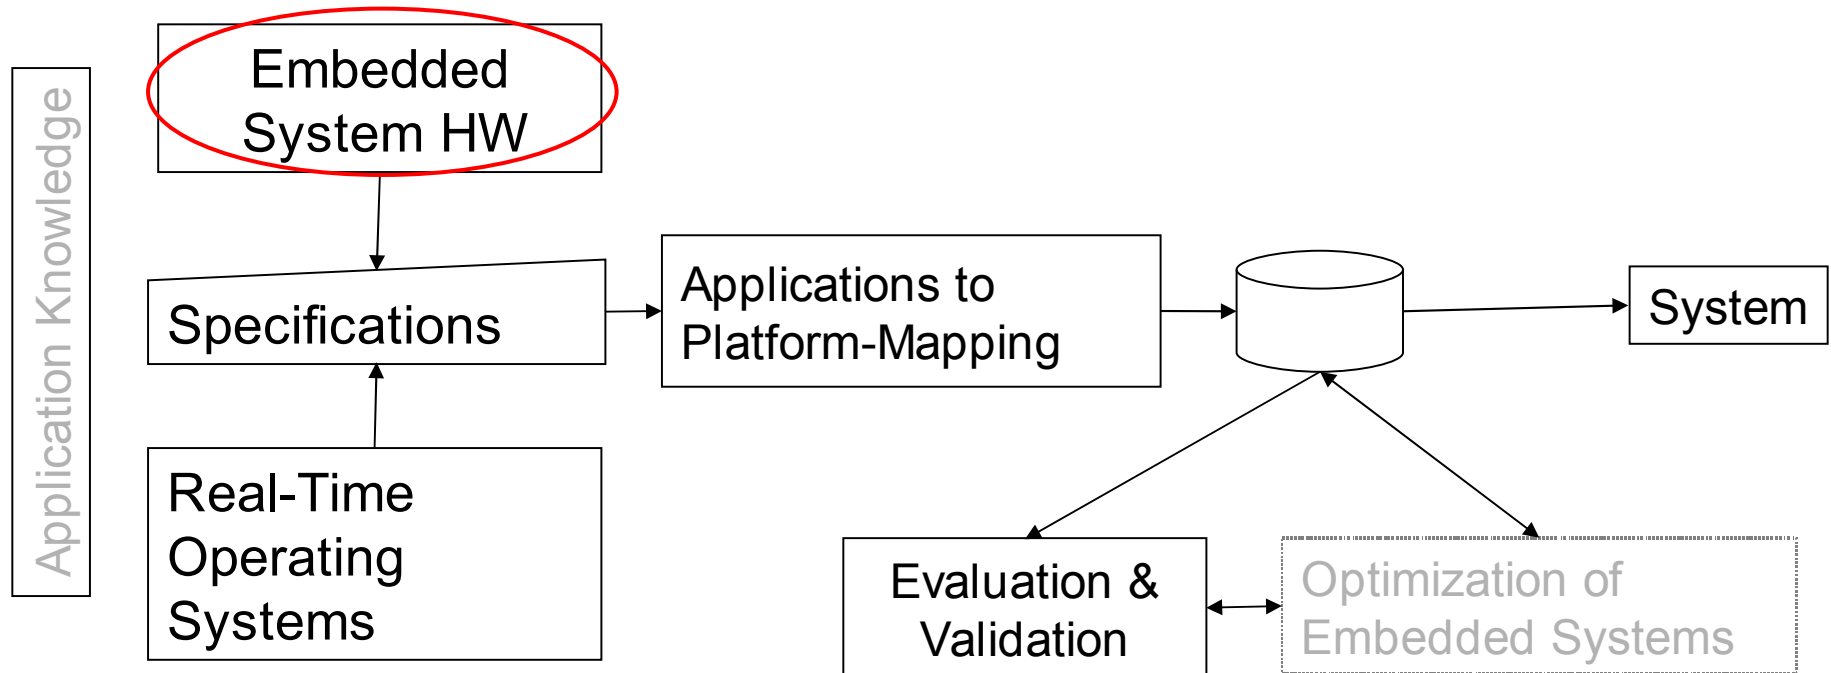 Application Knowledge
Embedded
System HW
Specifications
Real-Time
Operating
Systems
Applications to
Platform-Mapping
System
Evaluation &
Validation
Optimization of
Embedded Systems